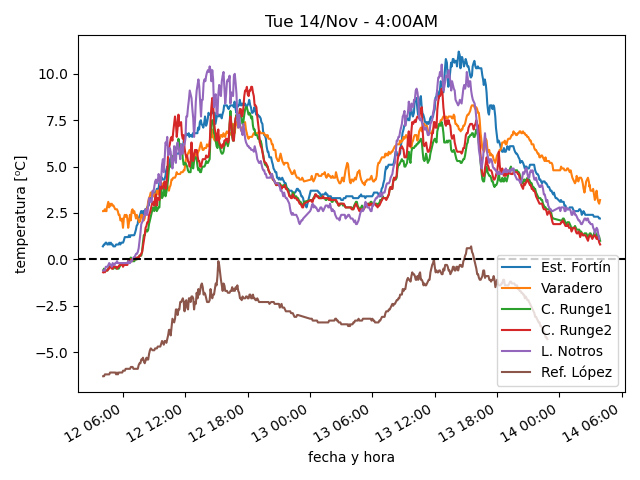 Tue 14/Nov - 4:00AM
temperatura [°C]
10.0
7.5
5.0
2.5
0.0
−2.5
−5.0
Est. Fortín
Varadero
C. Runge1
C. Runge2
L. Notros
Ref. López
12 06:00
12 12:00
12 18:00
13 00:00
13 06:00
13 12:00
13 18:00
14 00:00
14 06:00
fecha y hora